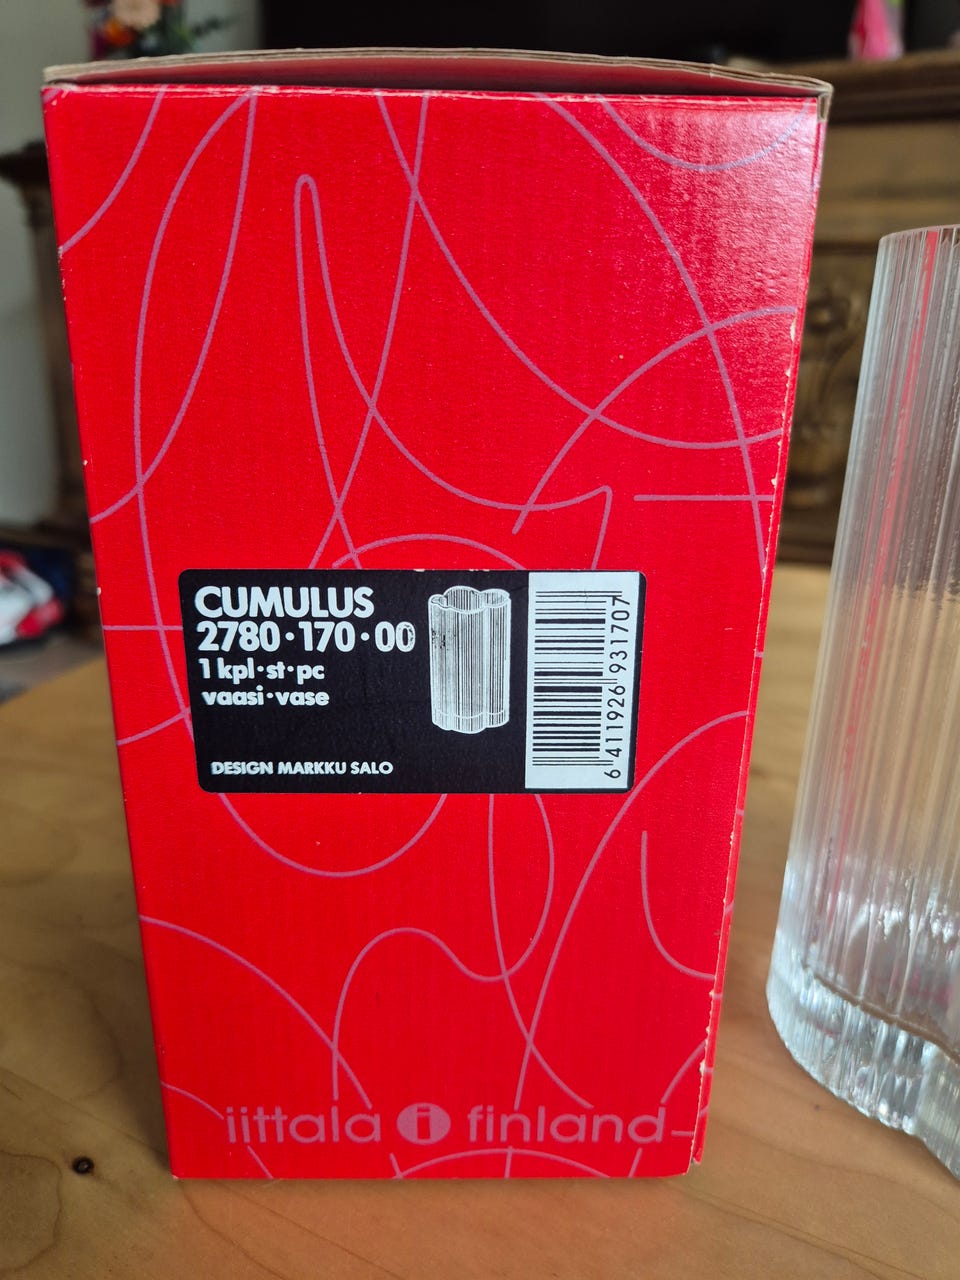 CUMULUS
2780·170·00
1 kpl·st·pc
vaasi·vase
DESIGN MARKKU SALO
6 411926 931707
iittala i finland